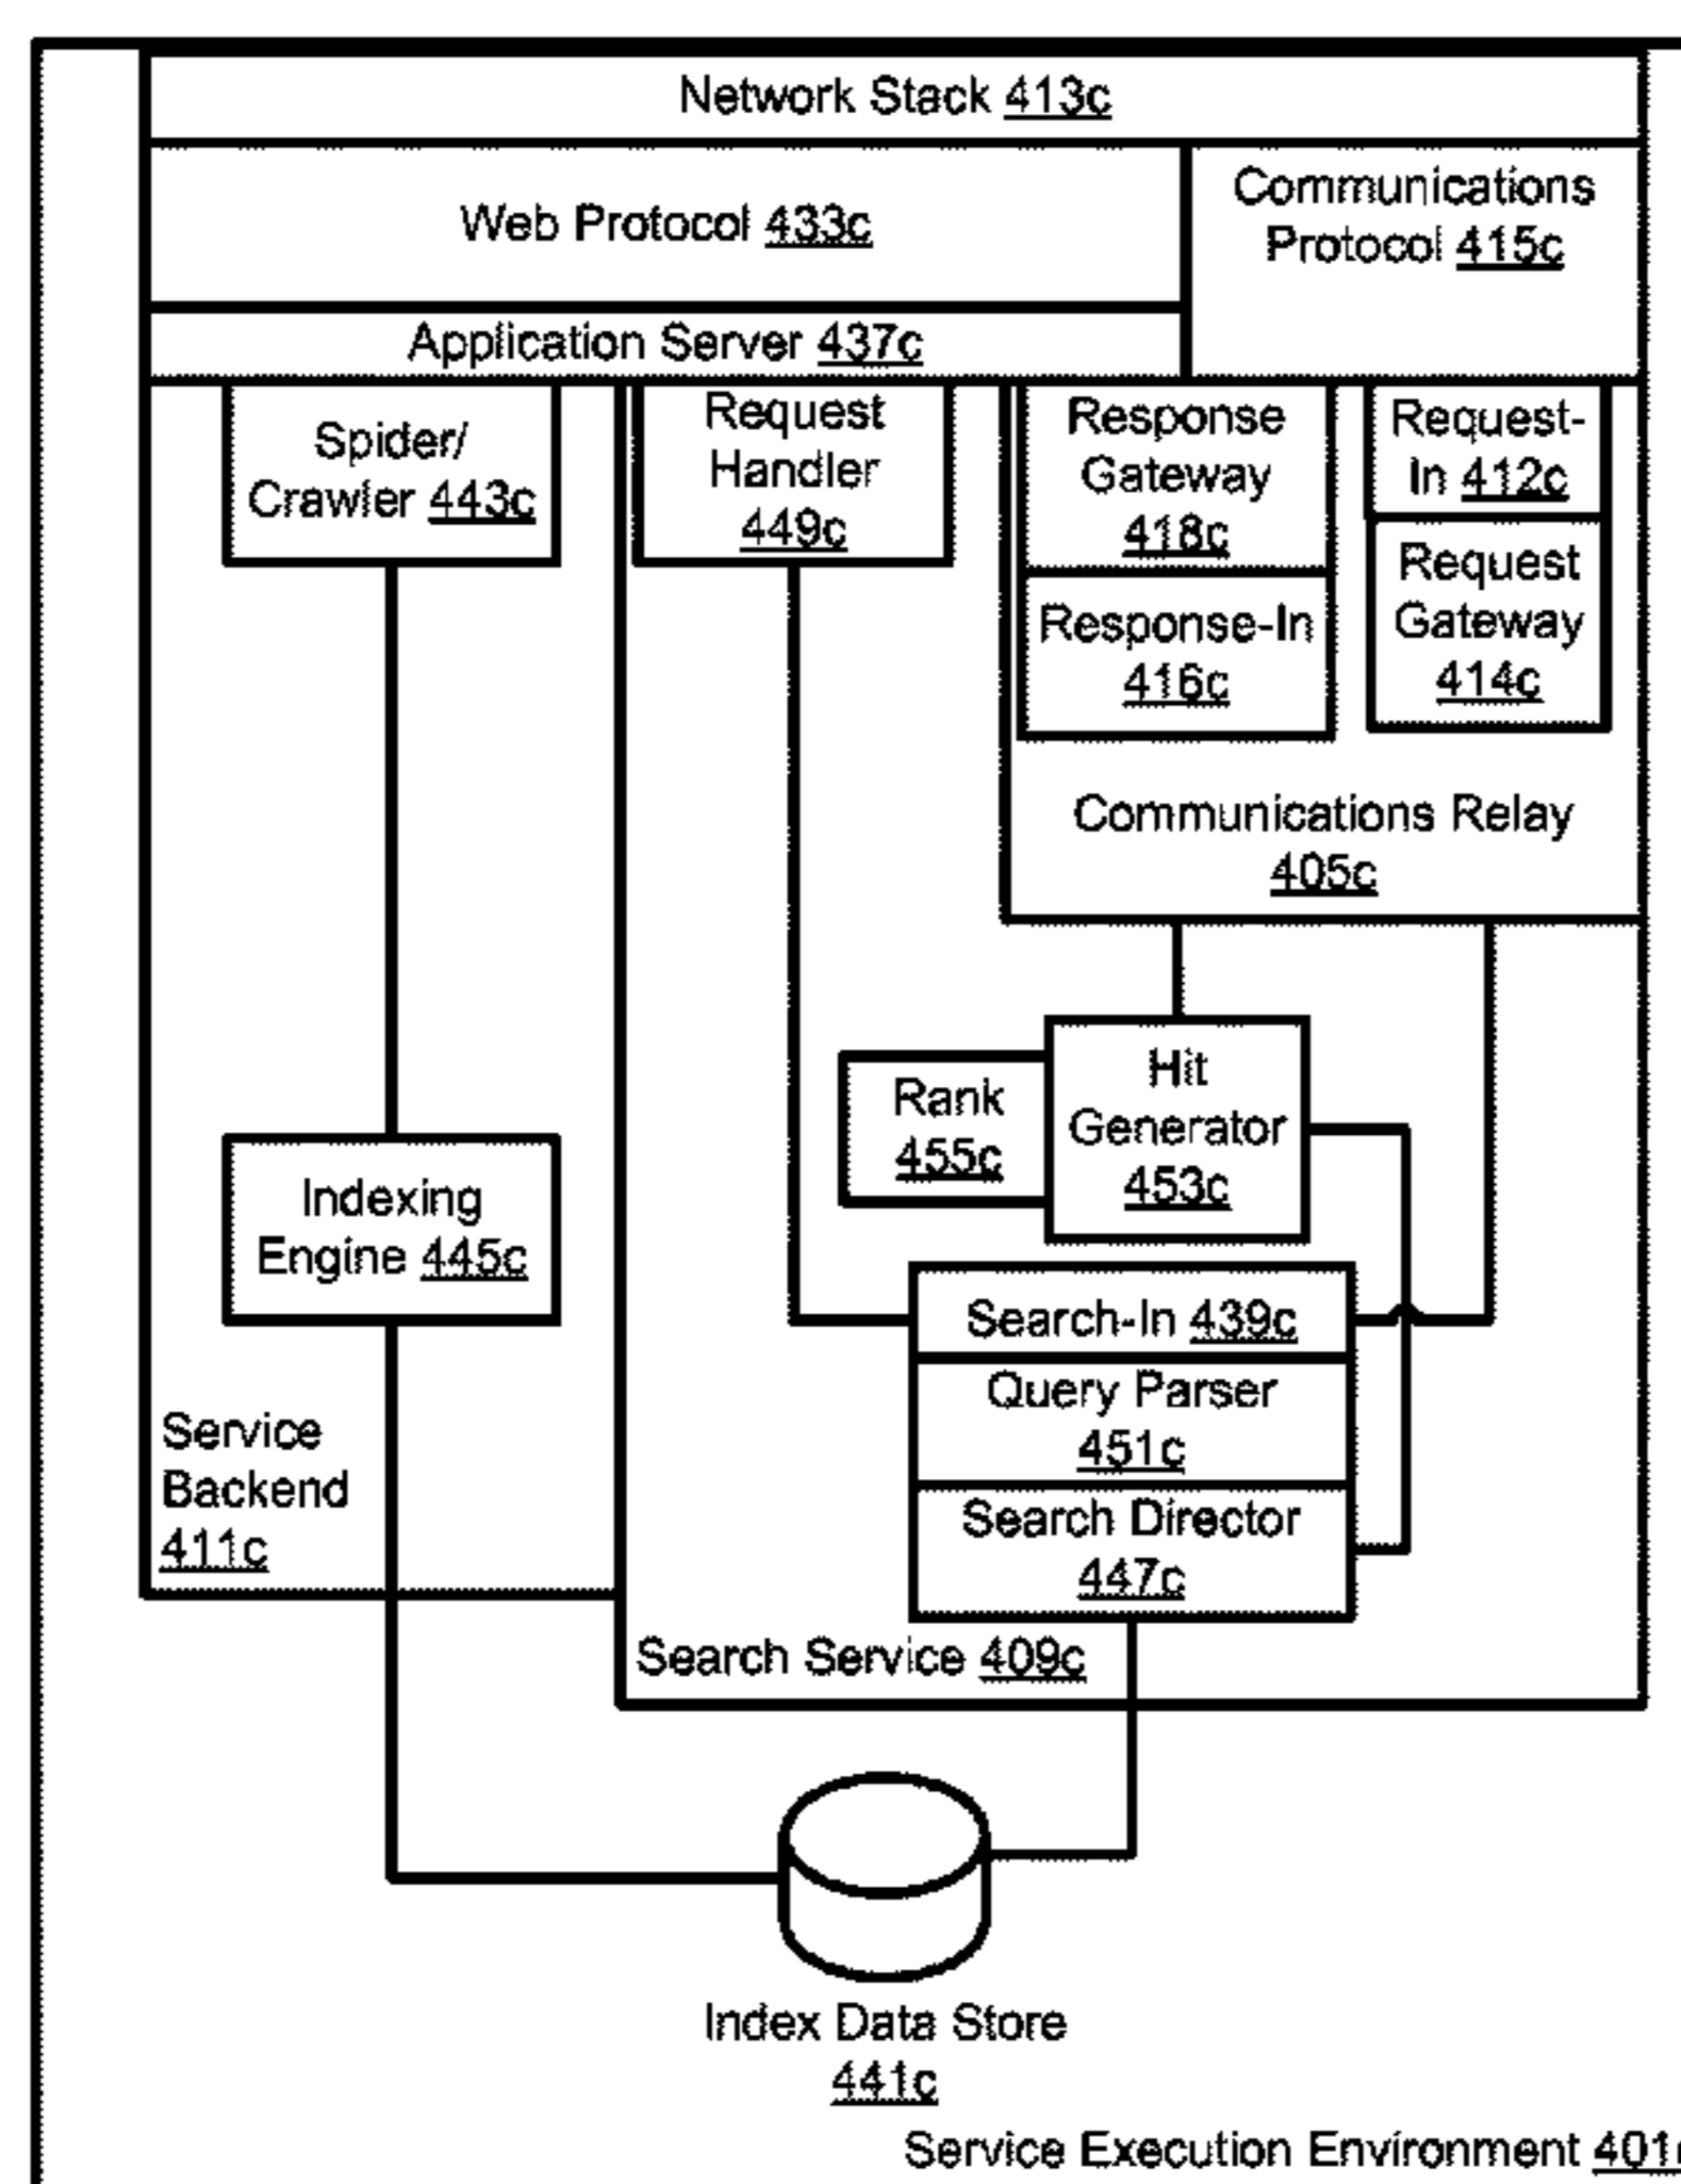 Network Stack 413c
Web Protocol 433c
Communications
Protocol 415c
Application Server 437c
Spider/
Crawler 443c
Request
Handler
449c
Response
Gateway
418c
Response-In
416c
Request-
In 412c
Request
Gateway
414c
Communications Relay
405c
Hit
Generator
453c
Rank
455c
Indexing
Engine 445c
Search-In 439c
Query Parser
451c
Search Director
447c
Service
Backend
411c
Search Service 409c
Index Data Store
441c
Service Execution Environment 401c